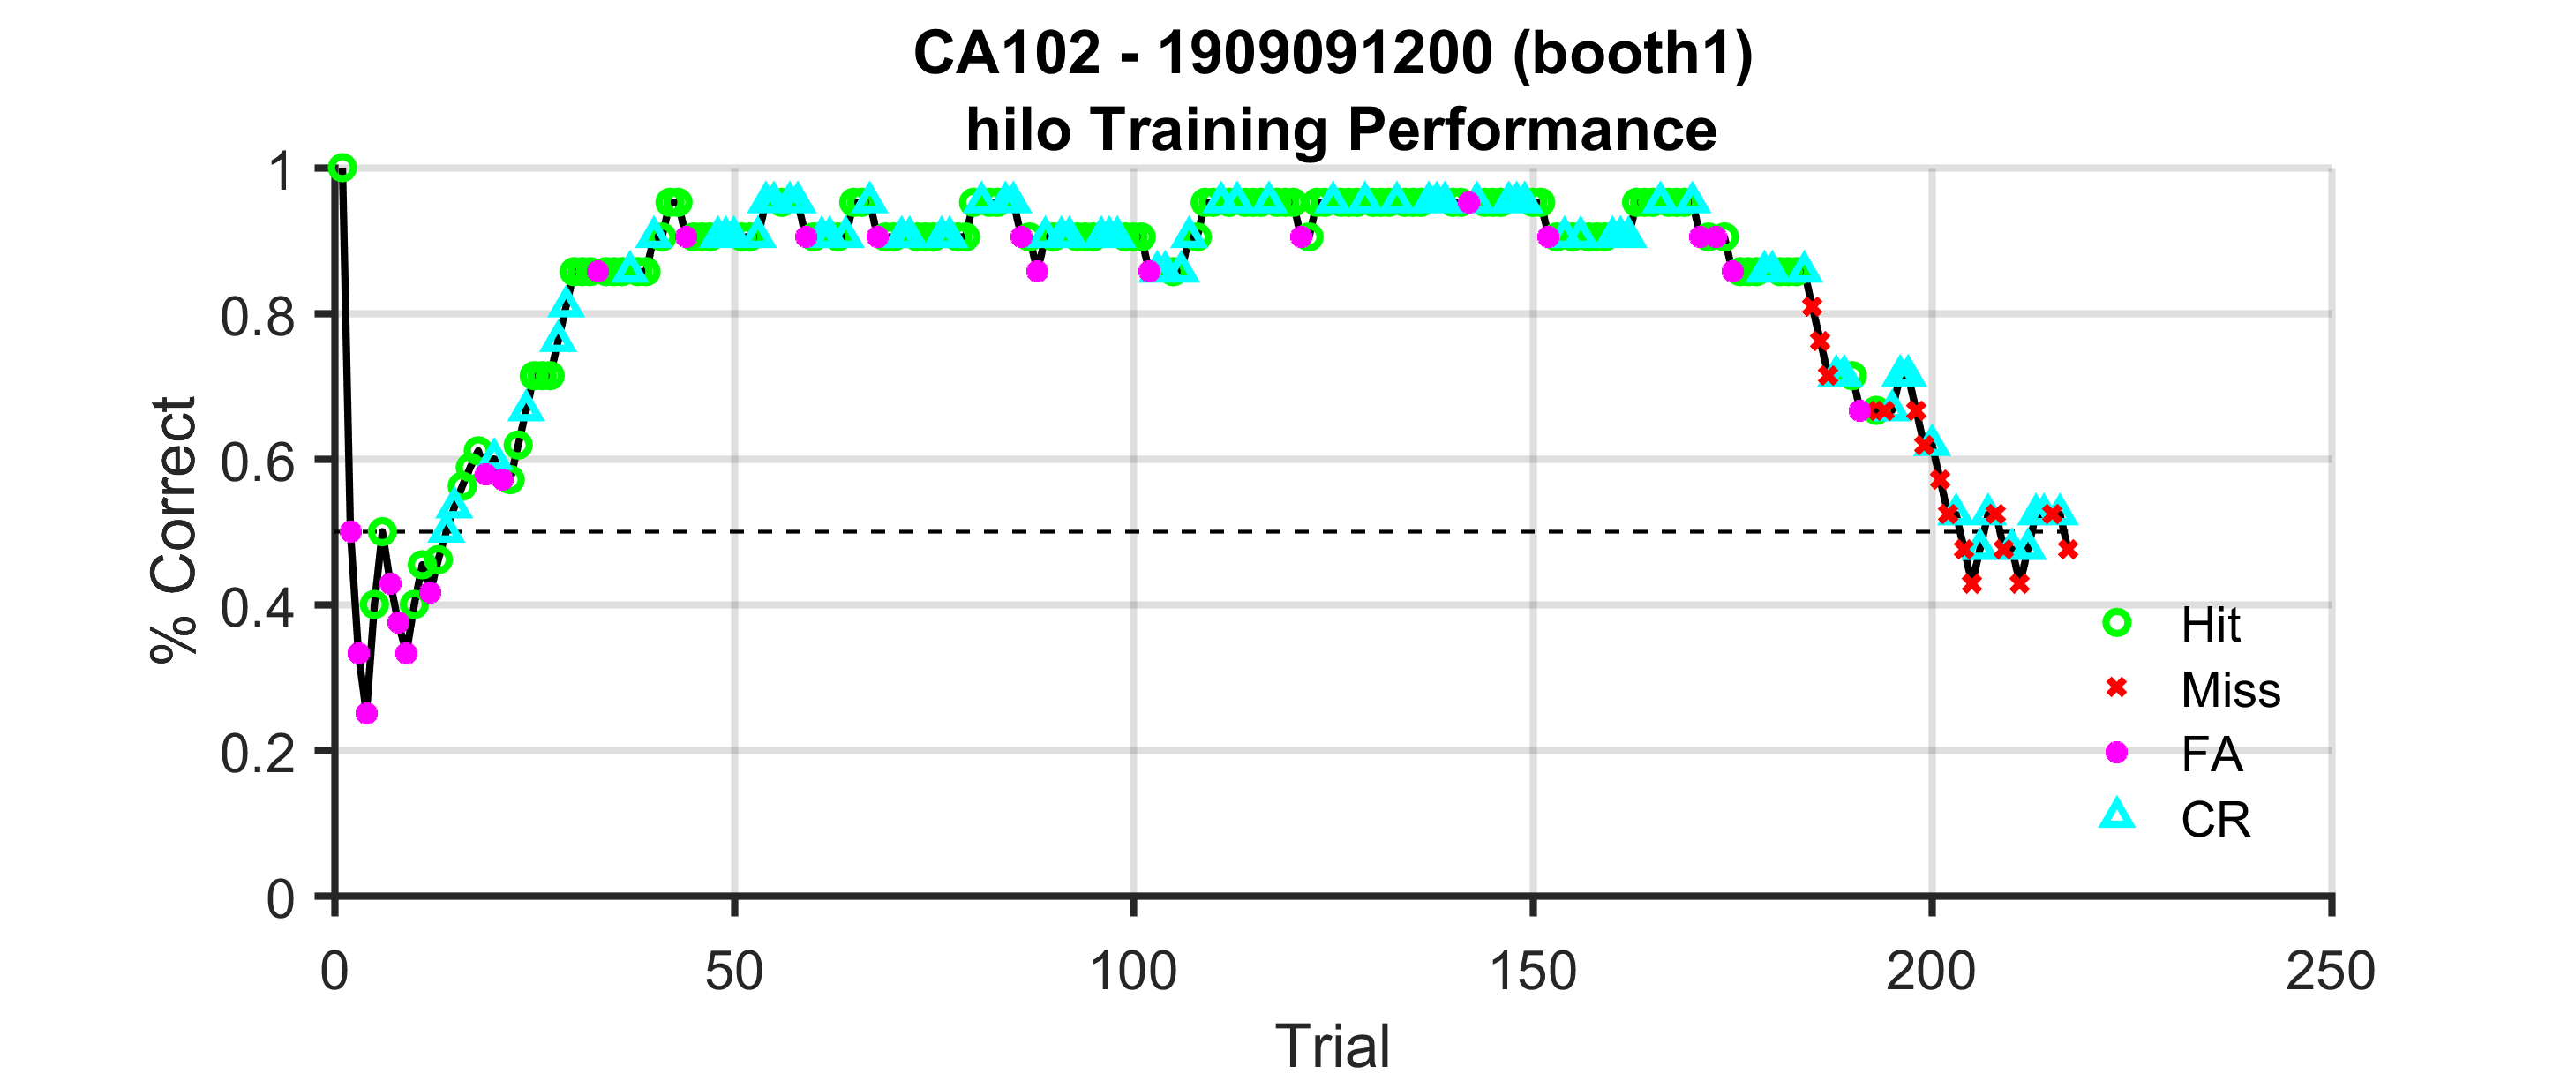 CA102 - 1909091200 (booth1)
hilo Training Performance
% Correct
1
0.8
0.6
0.4
0.2
0
0
50
100
150
200
250
Trial
Hit
Miss
FA
CR